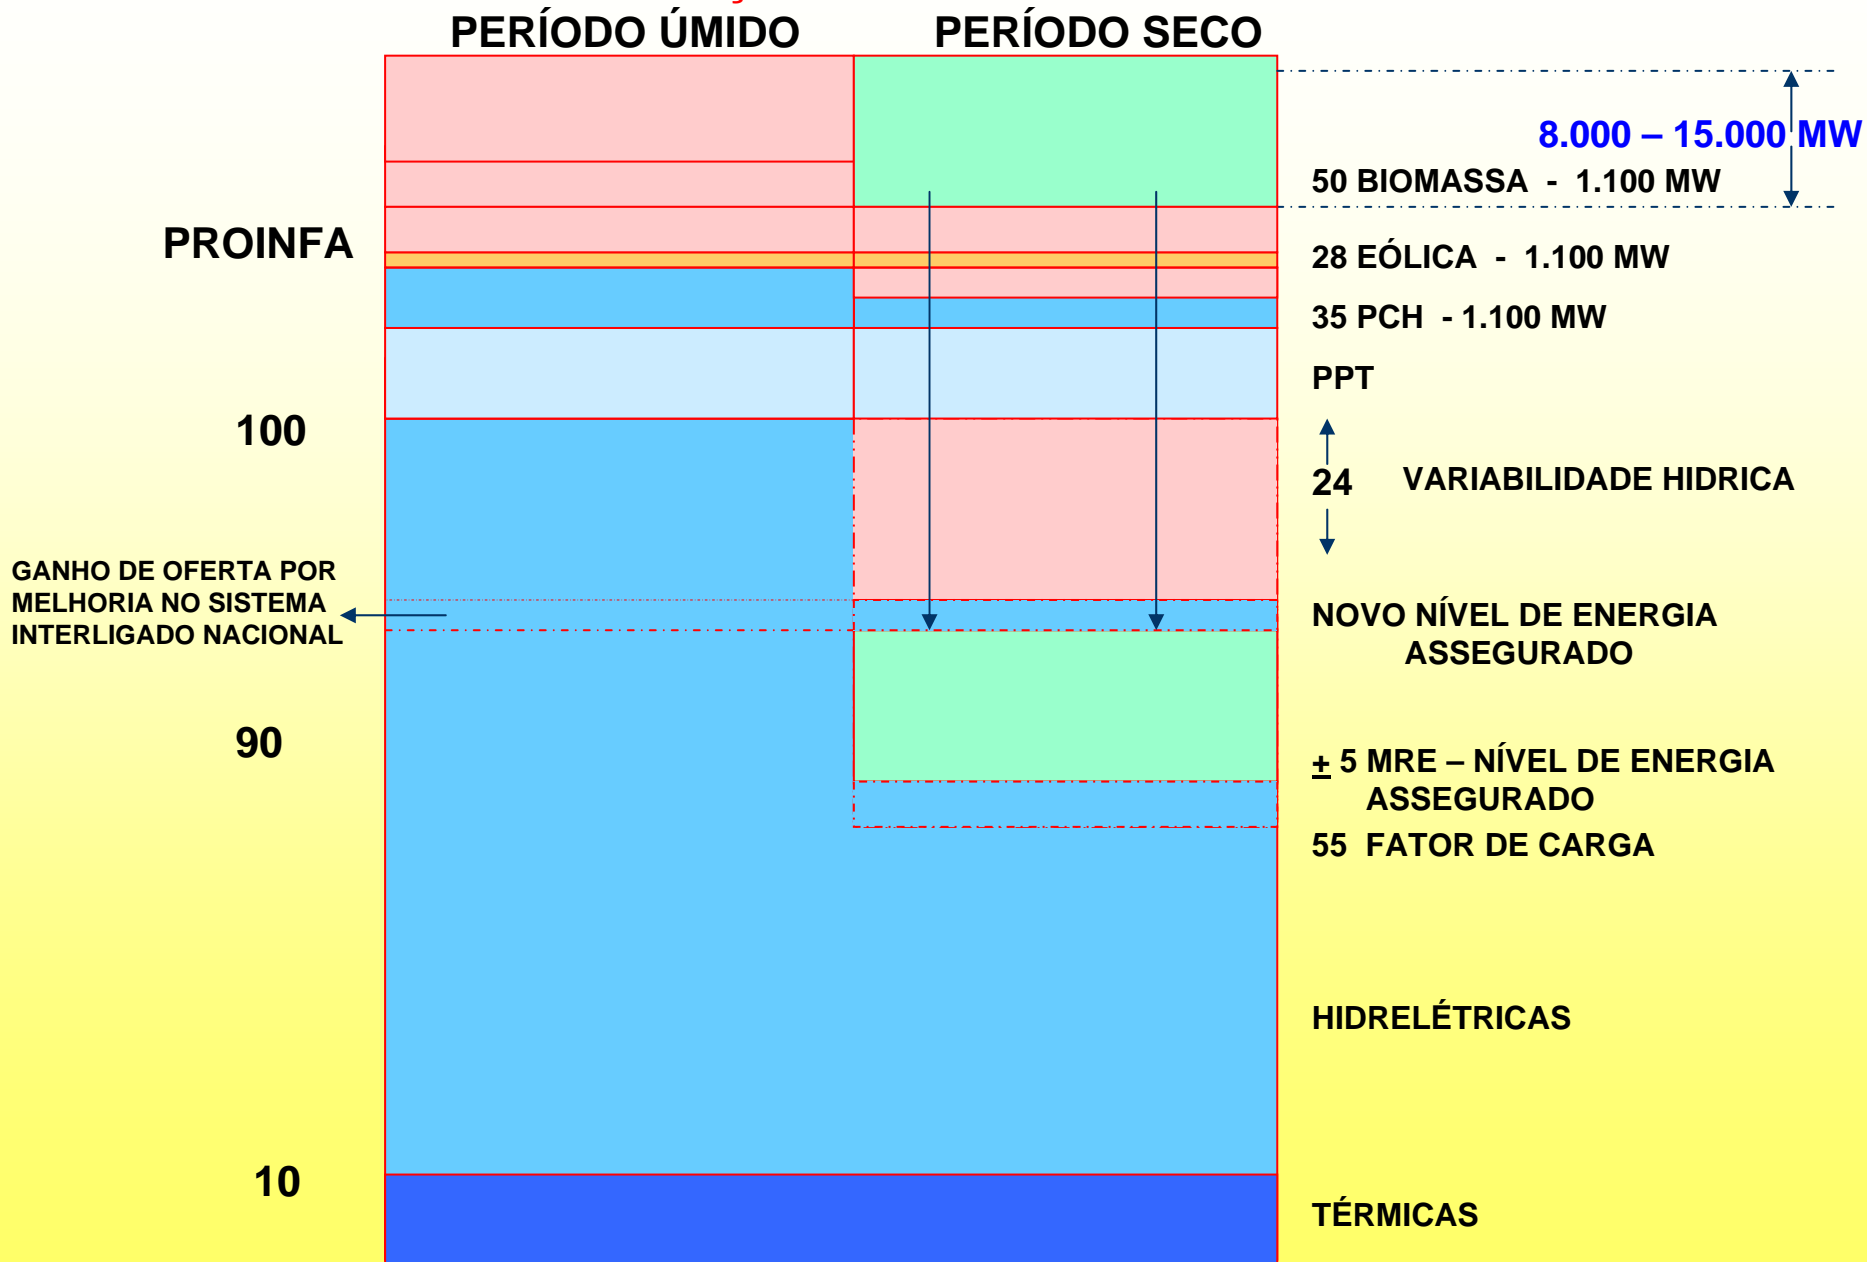 PERÍODO ÚMIDO
PERÍODO SECO
8.000 – 15.000 MW
50 BIOMASSA - 1.100 MW
PROINFA
28 EÓLICA - 1.100 MW
35 PCH - 1.100 MW
PPT
100
24 VARIABILIDADE HIDRICA
GANHO DE OFERTA POR
MELHORIA NO SISTEMA
INTERLIGADO NACIONAL
NOVO NÍVEL DE ENERGIA
ASSEGURADO
90
± 5 MRE – NÍVEL DE ENERGIA
ASSEGURADO
55 FATOR DE CARGA
HIDRELÉTRICAS
10
TÉRMICAS